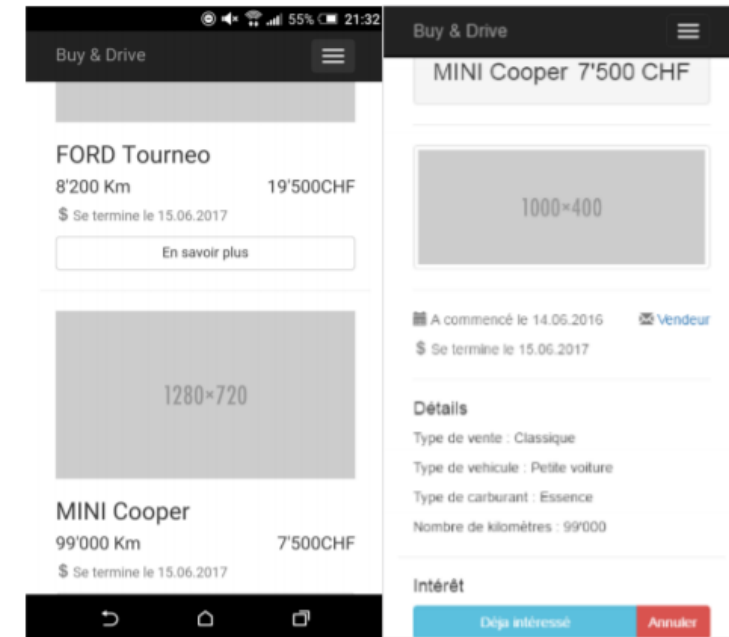 55% 21:32
Buy & Drive
FORD Tourneo
8'200 Km 19'500CHF
$ Se termine le 15.06.2017
En savoir plus
1280×720
MINI Cooper
99'000 Km 7'500CHF
$ Se termine le 15.06.2017
Buy & Drive
MINI Cooper 7'500 CHF
1000×400
A commencé le 14.06.2016 Vendeur
$ Se termine le 15.06.2017
Détails
Type de vente : Classique
Type de vehicule : Petite voiture
Type de carburant : Essence
Nombre de kilomètres : 99'000
Intérêt
Déja intéressé Annuler